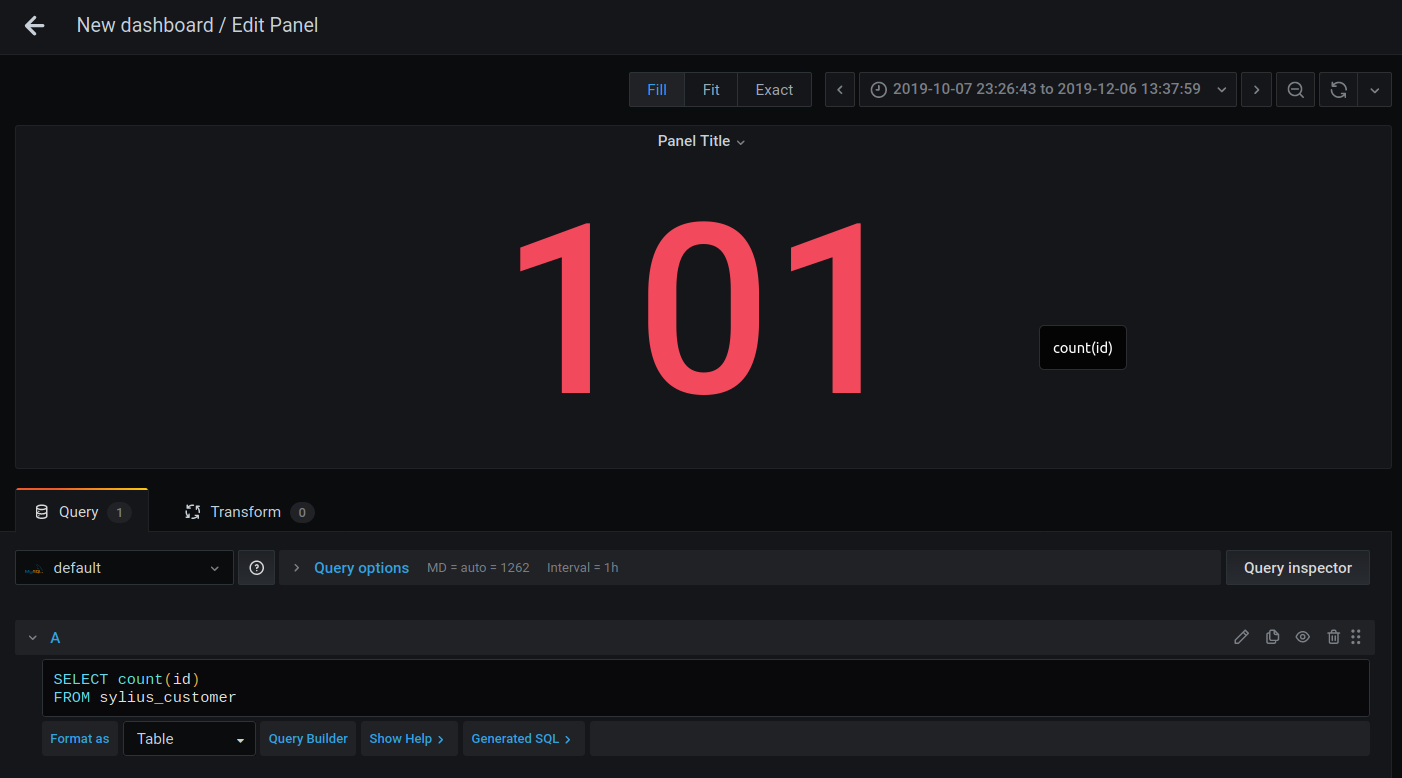 New dashboard / Edit Panel
Fill Fit Exact 2019-10-07 23:26:43 to 2019-12-06 13:37:59
Panel Title
101
count(id)
Query 1 Transform 0
default Query options MD = auto = 1262 Interval = 1h Query inspector
A
SELECT count(id)
FROM sylius_customer
Format as Table Query Builder Show Help Generated SQL